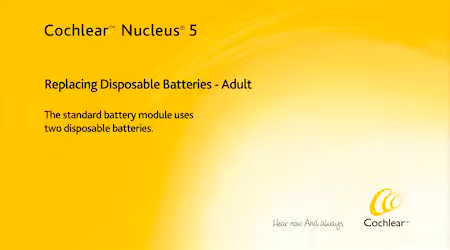 Cochlear™ Nucleus® 5
Replacing Disposable Batteries - Adult
The standard battery module uses
two disposable batteries.
Hear now. And always
Cochlear™